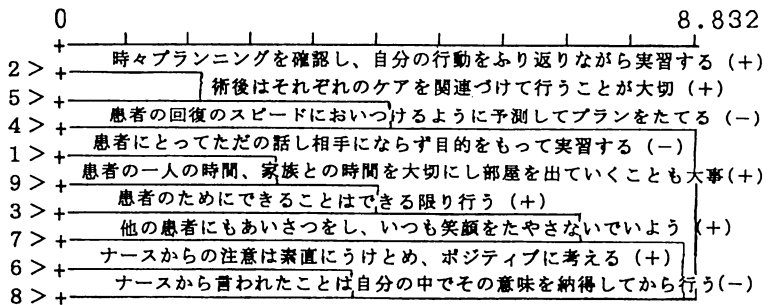 0 8.832
時々プランニングを確認し、自分の行動をふり返りながら実習する (+)
2 >
術後はそれぞれのケアを関連づけて行うことが大切 (+)
5 >
患者の回復のスピードにおいつけるように予測してプランをたてる (−)
4 >
患者にとってただの話し相手にならず目的をもって実習する (−)
1 >
患者の一人の時間、家族との時間を大切にし部屋を出ていくことも大事(+)
9 >
患者のためにできることはできる限り行う (+)
3 >
他の患者にもあいさつをし、いつも笑顔をたやさないでいよう (+)
7 >
ナースからの注意は素直にうけとめ、ポジティブに考える (+)
6 >
ナースから言われたことは自分の中でその意味を納得してから行う(−)
8 >